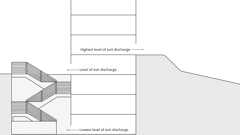 Highest level of exit discharge
Level of exit discharge
Lowest level of exit discharge